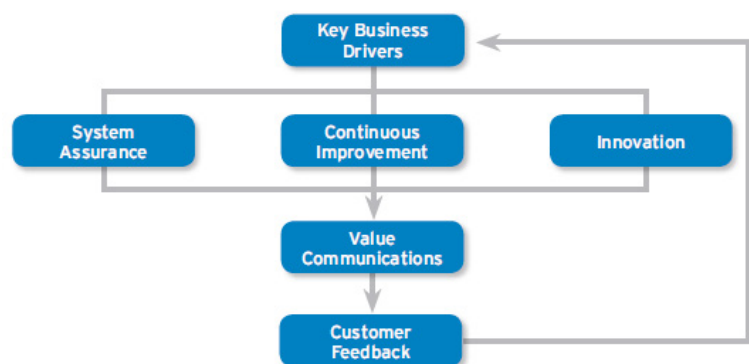 Key Business
Drivers
System
Assurance
Continuous
Improvement
Innovation
Value
Communications
Customer
Feedback